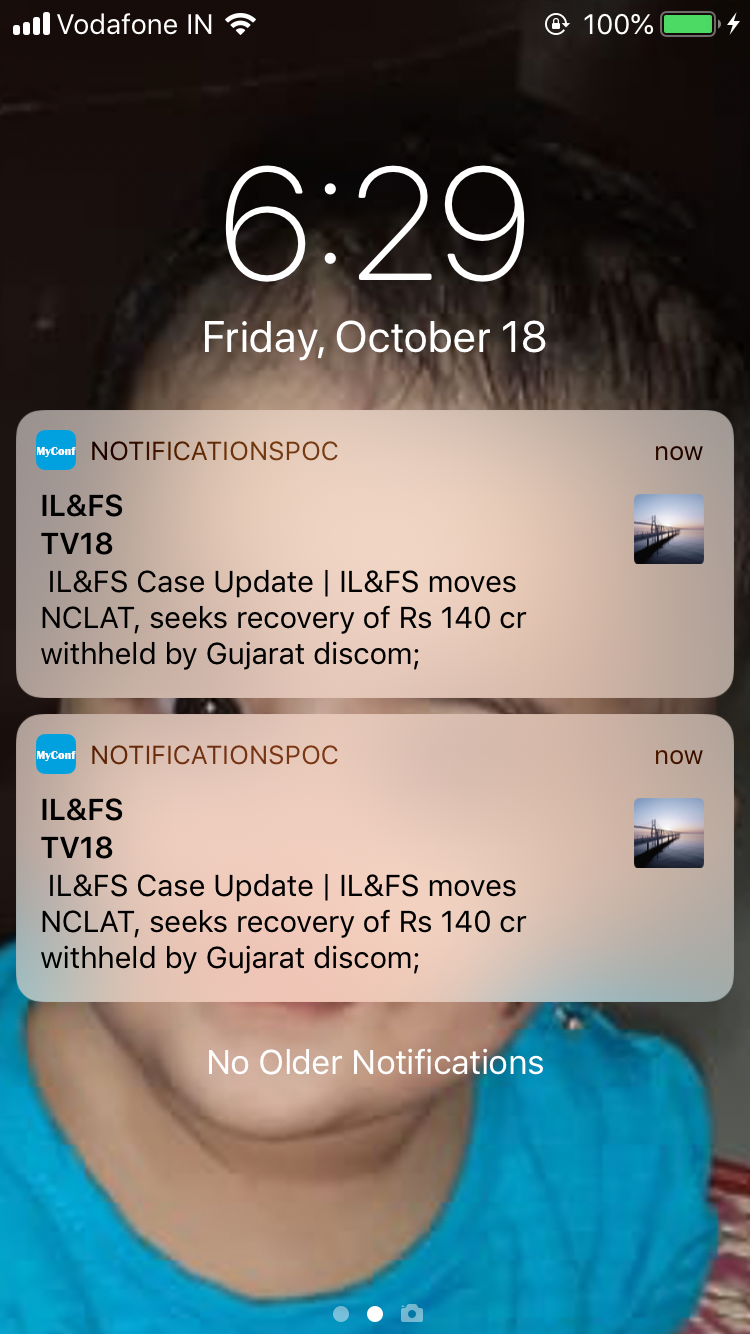 Vodafone IN 100%
6:29
Friday, October 18
MyConf NOTIFICATIONSPOC now
IL&FS
TV18
IL&FS Case Update | IL&FS moves
NCLAT, seeks recovery of Rs 140 cr
withheld by Gujarat discom;
MyConf NOTIFICATIONSPOC now
IL&FS
TV18
IL&FS Case Update | IL&FS moves
NCLAT, seeks recovery of Rs 140 cr
withheld by Gujarat discom;
No Older Notifications